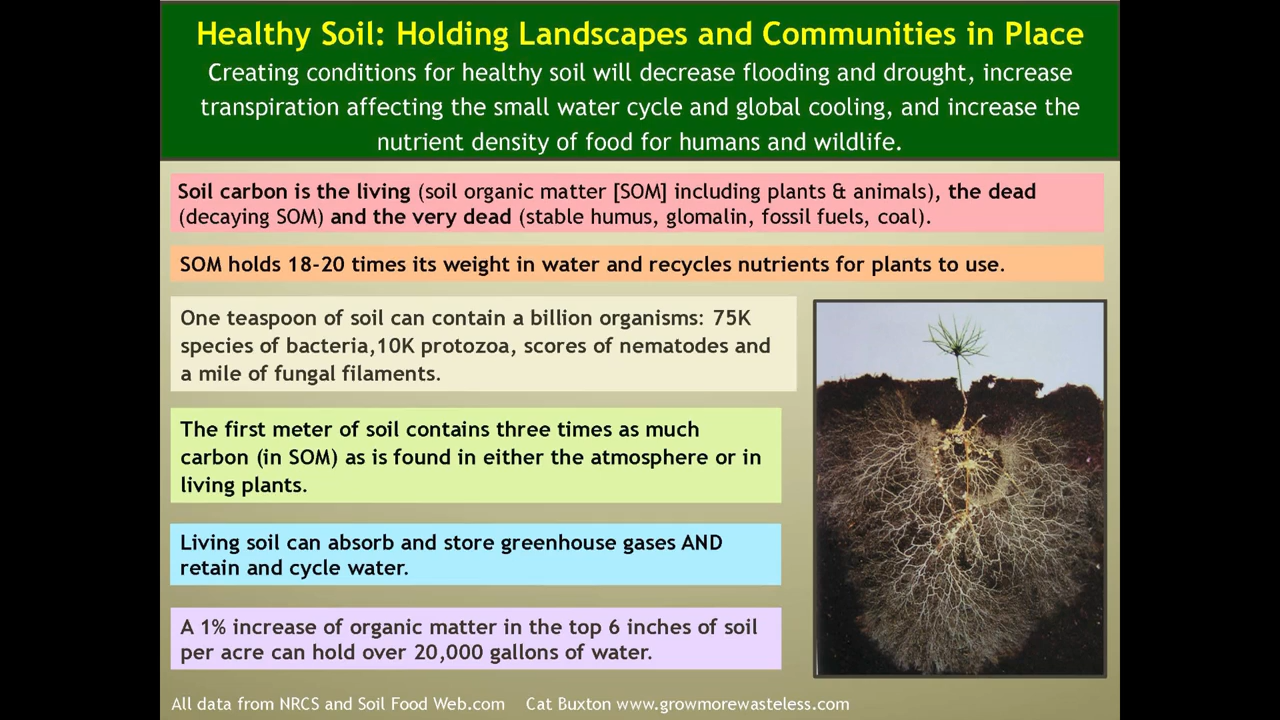 Healthy Soil: Holding Landscapes and Communities in Place
Creating conditions for healthy soil will decrease flooding and drought, increase
transpiration affecting the small water cycle and global cooling, and increase the
nutrient density of food for humans and wildlife.
Soil carbon is the living (soil organic matter [SOM] including plants & animals), the dead
(decaying SOM) and the very dead (stable humus, glomalin, fossil fuels, coal).
SOM holds 18-20 times its weight in water and recycles nutrients for plants to use.
One teaspoon of soil can contain a billion organisms: 75K
species of bacteria,10K protozoa, scores of nematodes and
a mile of fungal filaments.
The first meter of soil contains three times as much
carbon (in SOM) as is found in either the atmosphere or in
living plants.
Living soil can absorb and store greenhouse gases AND
retain and cycle water.
A 1% increase of organic matter in the top 6 inches of soil
per acre can hold over 20,000 gallons of water.
All data from NRCS and Soil Food Web.com Cat Buxton www.growmorewasteless.com